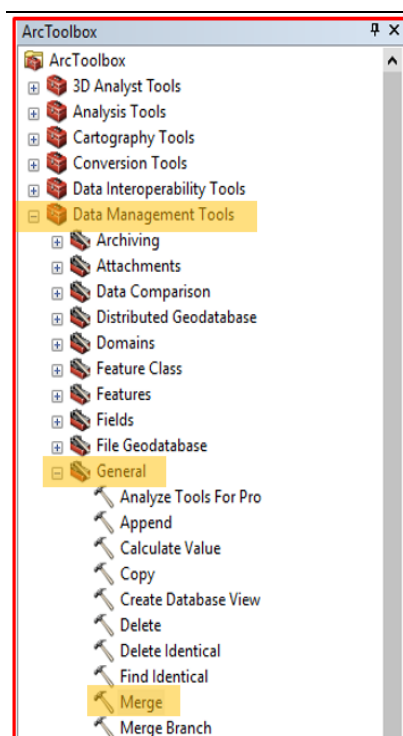 ArcToolbox
ArcToolbox
3D Analyst Tools
Analysis Tools
Cartography Tools
Conversion Tools
Data Interoperability Tools
Data Management Tools
Archiving
Attachments
Data Comparison
Distributed Geodatabase
Domains
Feature Class
Features
Fields
File Geodatabase
General
Analyze Tools For Pro
Append
Calculate Value
Copy
Create Database View
Delete
Delete Identical
Find Identical
Merge
Merge Branch